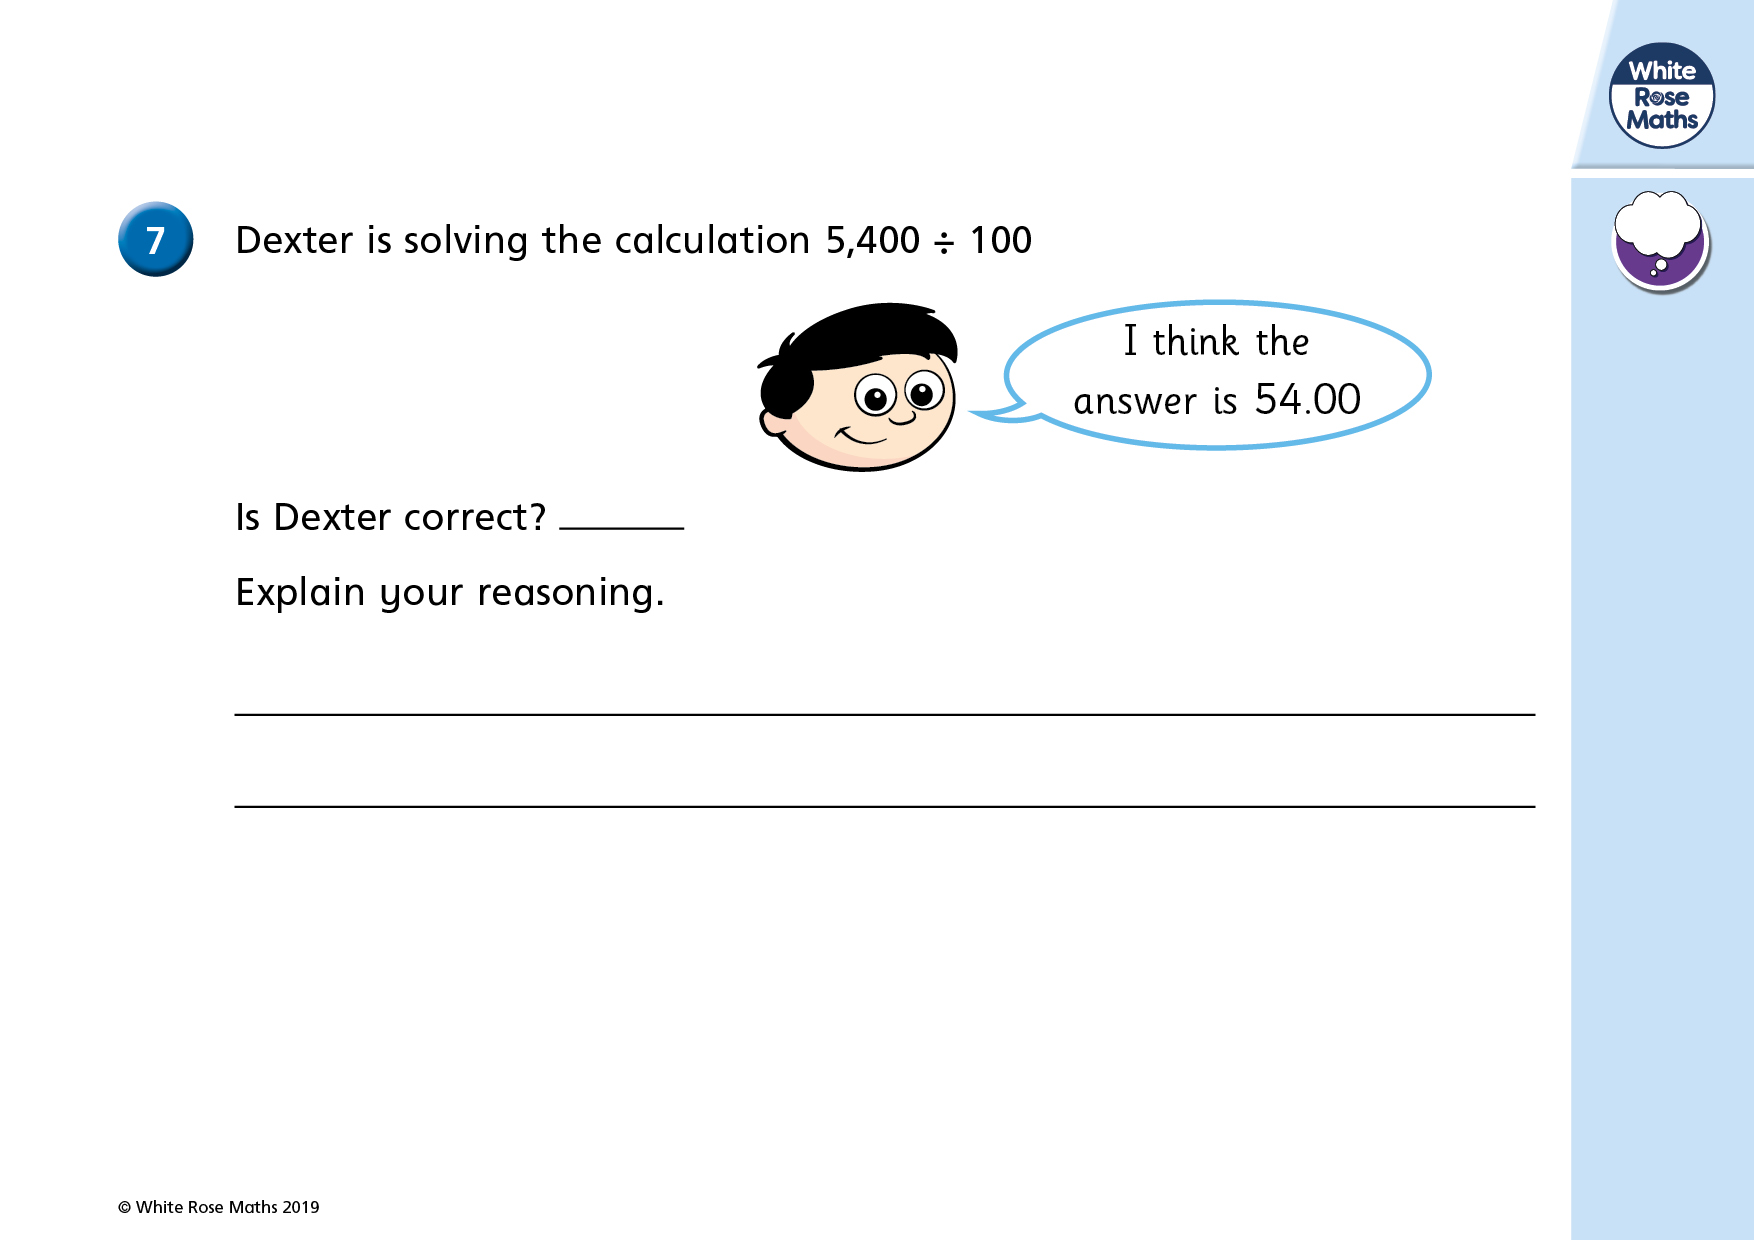 White
Rose
Maths
7 Dexter is solving the calculation 5,400 ÷ 100
I think the
answer is 54.00
Is Dexter correct? ______
Explain your reasoning.
© White Rose Maths 2019